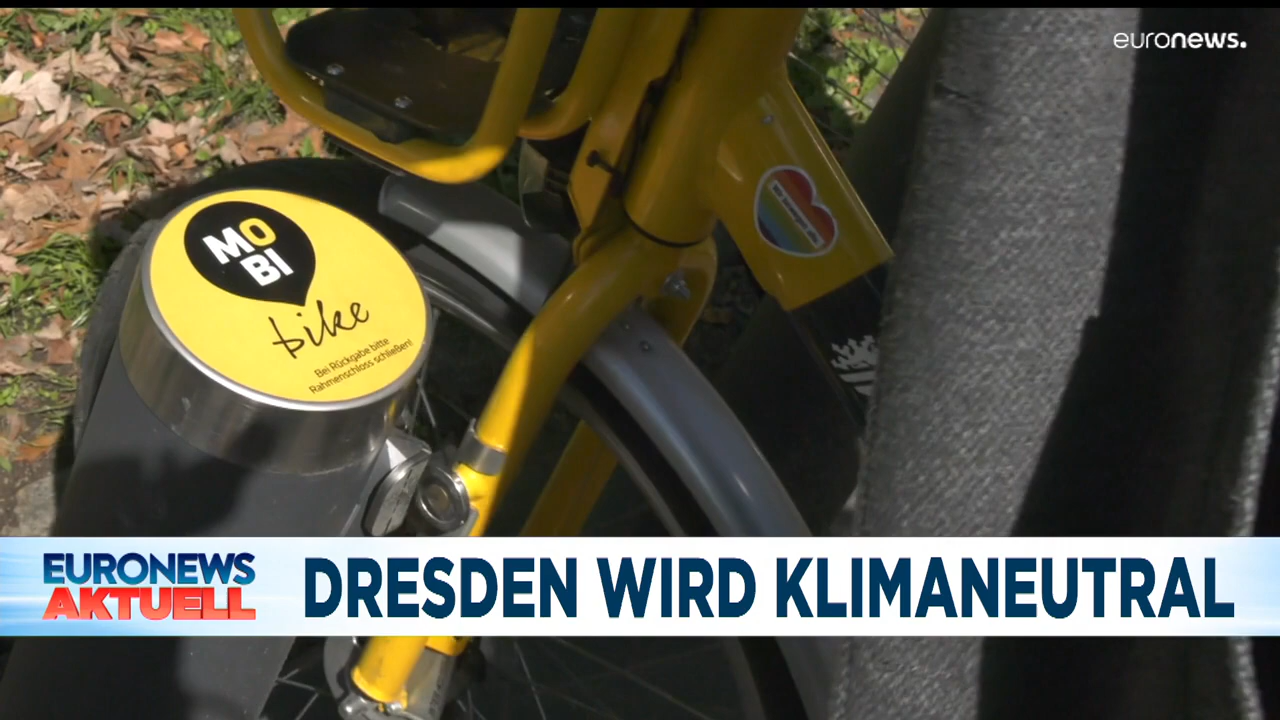 euronews.
MO
BI
bike
Bei Rückgabe bitte
Rahmenschloss schließen!
EURONEWS
AKTUELL
DRESDEN WIRD KLIMANEUTRAL